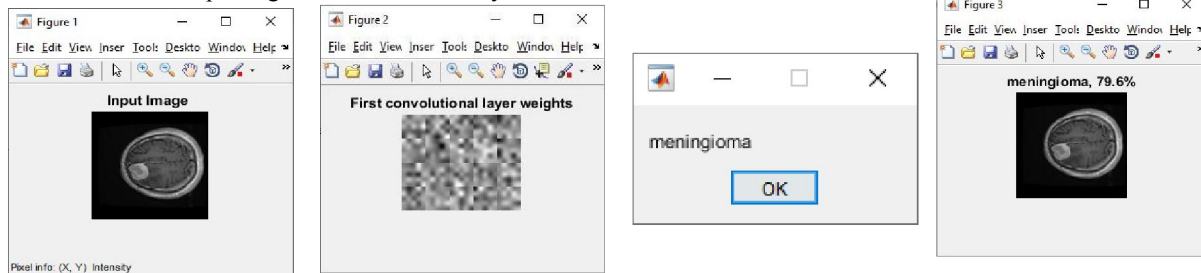 Figure 1
File Edit View Inser Tools Deskto Windov Help
Input Image
Pixel info: (X, Y) Intensity
Figure 2
File Edit View Inser Tools Deskto Windov Help
First convolutional layer weights
meningioma
OK
Figure 3
File Edit View Inser Tools Deskto Windov Help
meningioma, 79.6%